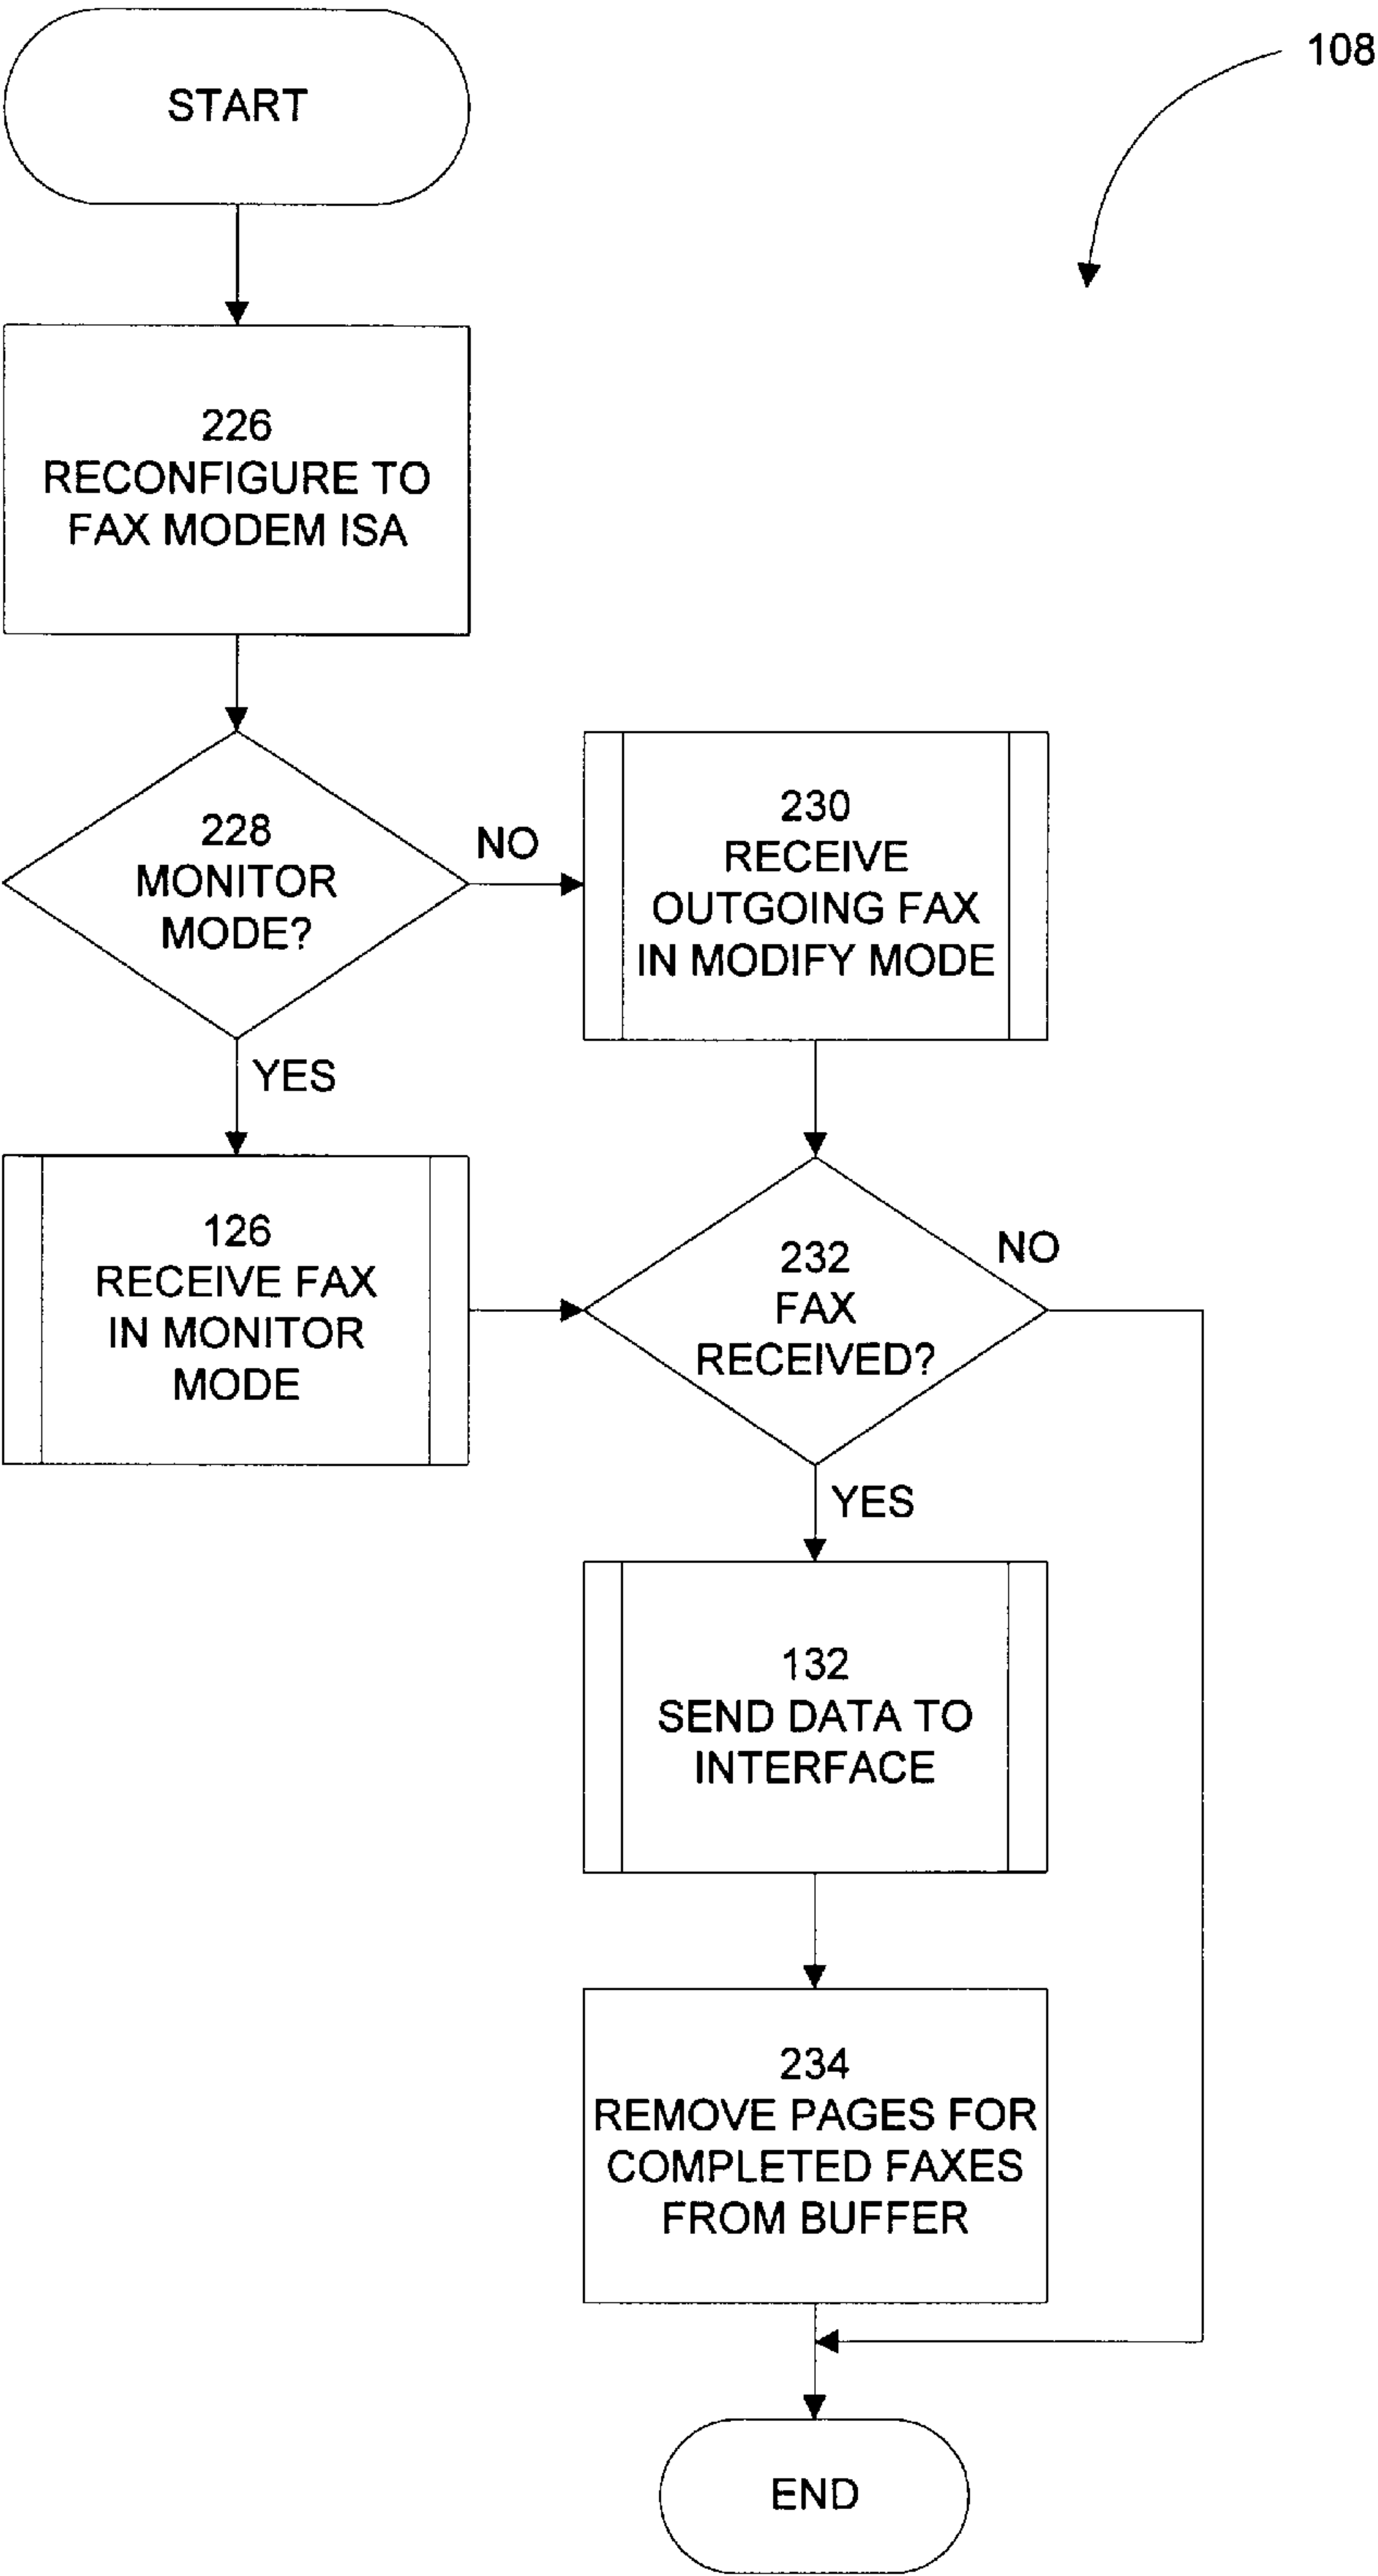 108
START
226
RECONFIGURE TO
FAX MODEM ISA
228
MONITOR
MODE?
NO
230
RECEIVE
OUTGOING FAX
IN MODIFY MODE
YES
126
RECEIVE FAX
IN MONITOR
MODE
232
FAX
RECEIVED?
NO
YES
132
SEND DATA TO
INTERFACE
234
REMOVE PAGES FOR
COMPLETED FAXES
FROM BUFFER
END